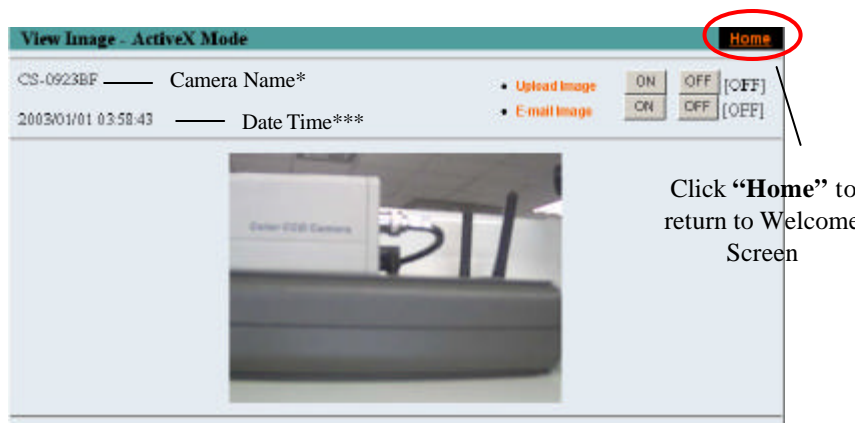 View Image - ActiveX Mode
Home
CS-0923BF
Camera Name*
Upload Image ON OFF [OFF]
2003/01/01 03:58:43
Date Time***
E-mail Image ON OFF [OFF]
Color CCD Camera
Click “Home” to
return to Welcome
Screen